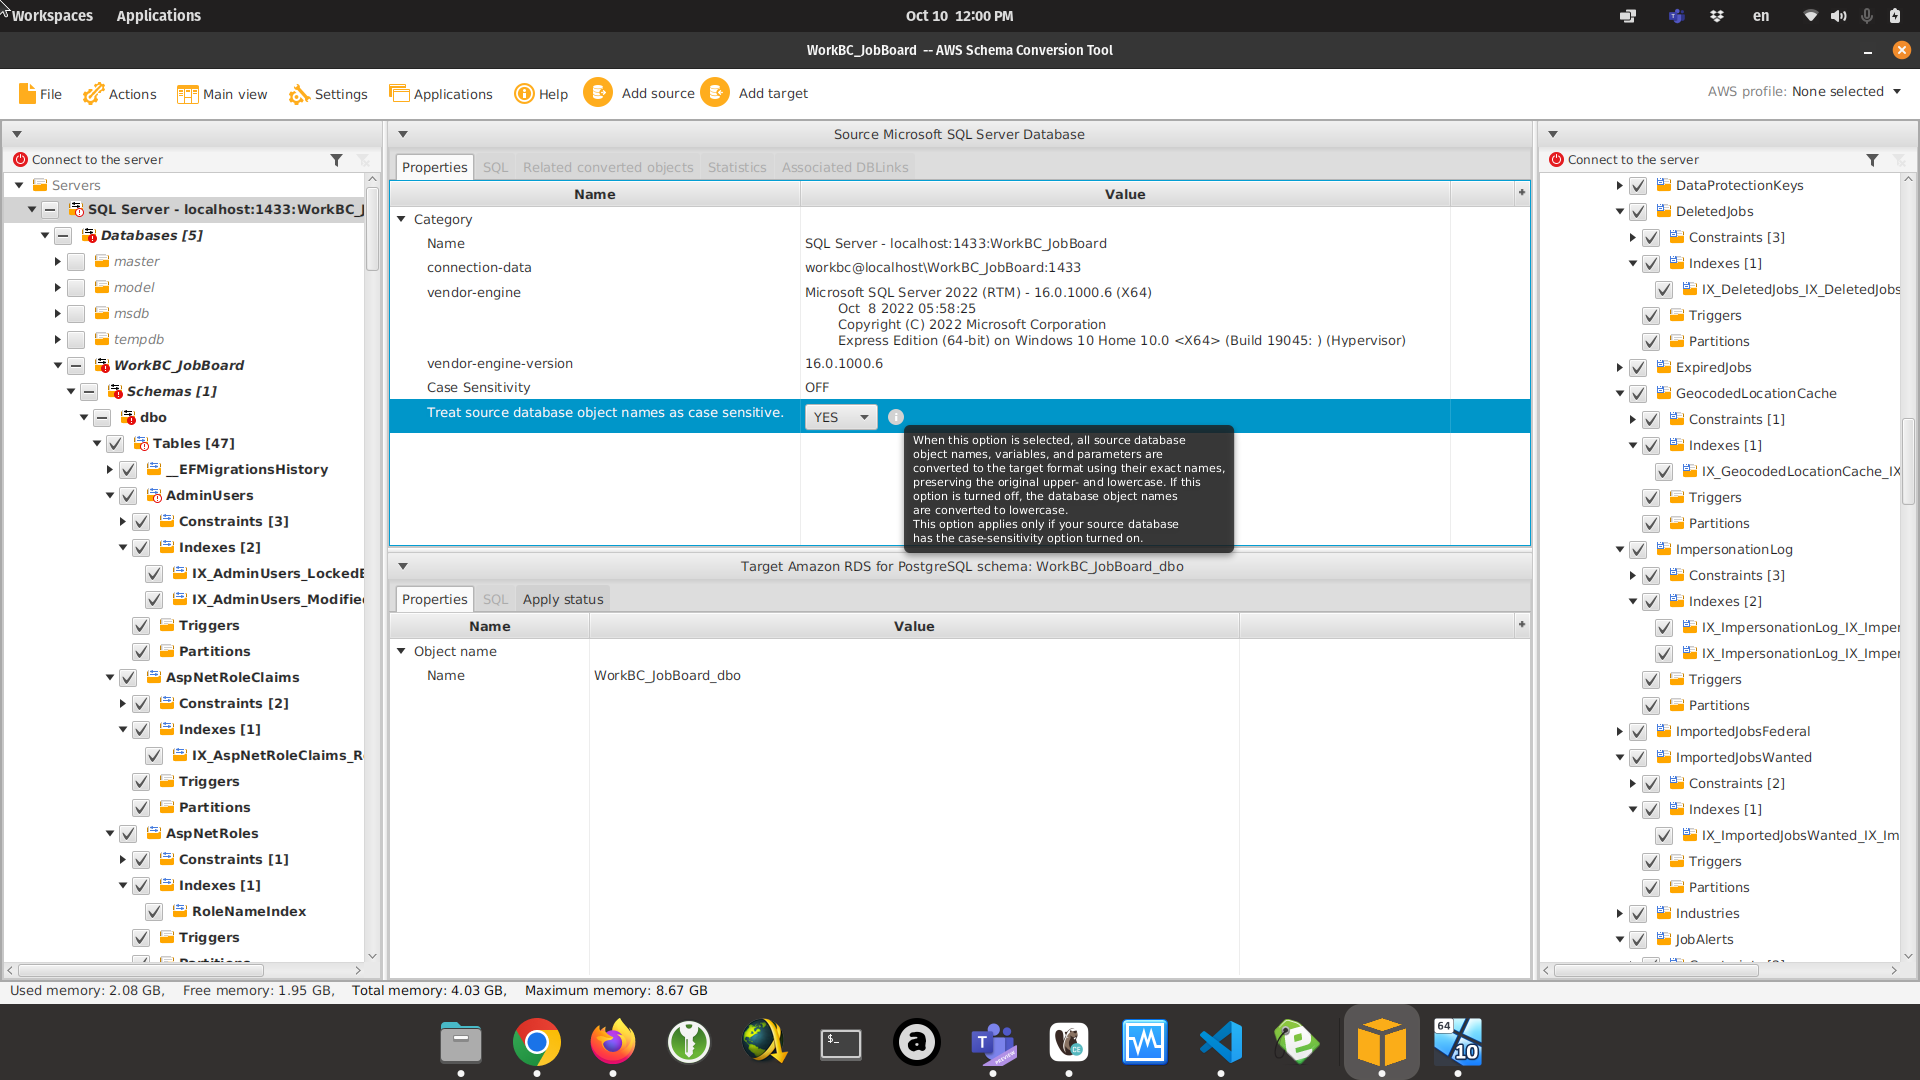 Workspaces Applications Oct 10 12:00 PM en
WorkBC_JobBoard -- AWS Schema Conversion Tool
File Actions Main view Settings Applications Help Add source Add target AWS profile: None selected
Connect to the server
Servers
SQL Server - localhost:1433:WorkBC_J
Databases [5]
master
model
msdb
tempdb
WorkBC_JobBoard
Schemas [1]
dbo
Tables [47]
__EFMigrationsHistory
AdminUsers
Constraints [3]
Indexes [2]
IX_AdminUsers_LockedB
IX_AdminUsers_Modified
Triggers
Partitions
AspNetRoleClaims
Constraints [2]
Indexes [1]
IX_AspNetRoleClaims_R
Triggers
Partitions
AspNetRoles
Constraints [1]
Indexes [1]
RoleNameIndex
Triggers
Source Microsoft SQL Server Database
Properties SQL Related converted objects Statistics Associated DBLinks
Name Value
Category
Name SQL Server - localhost:1433:WorkBC_JobBoard
connection-data workbc@localhost\WorkBC_JobBoard:1433
vendor-engine Microsoft SQL Server 2022 (RTM) - 16.0.1000.6 (X64)
Oct 8 2022 05:58:25
Copyright (C) 2022 Microsoft Corporation
Express Edition (64-bit) on Windows 10 Home 10.0 <X64> (Build 19045: ) (Hypervisor)
vendor-engine-version 16.0.1000.6
Case Sensitivity OFF
Treat source database object names as case sensitive. YES
When this option is selected, all source database
object names, variables, and parameters are
converted to the target format using their exact names,
preserving the original upper- and lowercase. If this
option is turned off, the database object names
are converted to lowercase.
This option applies only if your source database
has the case-sensitivity option turned on.
Target Amazon RDS for PostgreSQL schema: WorkBC_JobBoard_dbo
Properties SQL Apply status
Name Value
Object name
Name WorkBC_JobBoard_dbo
Connect to the server
DataProtectionKeys
DeletedJobs
Constraints [3]
Indexes [1]
IX_DeletedJobs_IX_DeletedJobs
Triggers
Partitions
ExpiredJobs
GeocodedLocationCache
Constraints [1]
Indexes [1]
IX_GeocodedLocationCache_IX
Triggers
Partitions
ImpersonationLog
Constraints [3]
Indexes [2]
IX_ImpersonationLog_IX_Imper
IX_ImpersonationLog_IX_Imper
Triggers
Partitions
ImportedJobsFederal
ImportedJobsWanted
Constraints [2]
Indexes [1]
IX_ImportedJobsWanted_IX_Im
Triggers
Partitions
Industries
JobAlerts
Used memory: 2.08 GB, Free memory: 1.95 GB, Total memory: 4.03 GB, Maximum memory: 8.67 GB
64
10